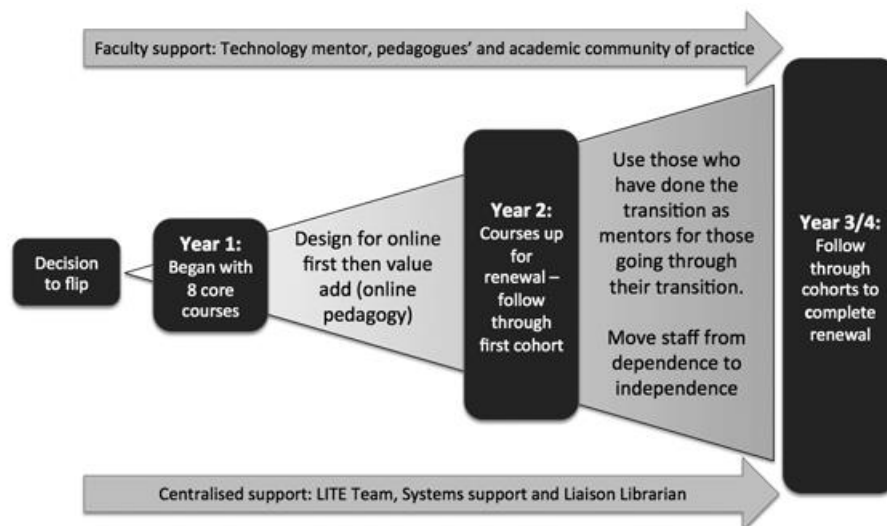 Faculty support: Technology mentor, pedagogues' and academic community of practice
Decision
to flip
Year 1:
Began with
8 core
courses
Design for online
first then value
add (online
pedagogy)
Year 2:
Courses up
for
renewal –
follow
through
first cohort
Use those who
have done the
transition as
mentors for those
going through
their transition.
Move staff from
dependence to
independence
Year 3/4:
Follow
through
cohorts to
complete
renewal
Centralised support: LITE Team, Systems support and Liaison Librarian